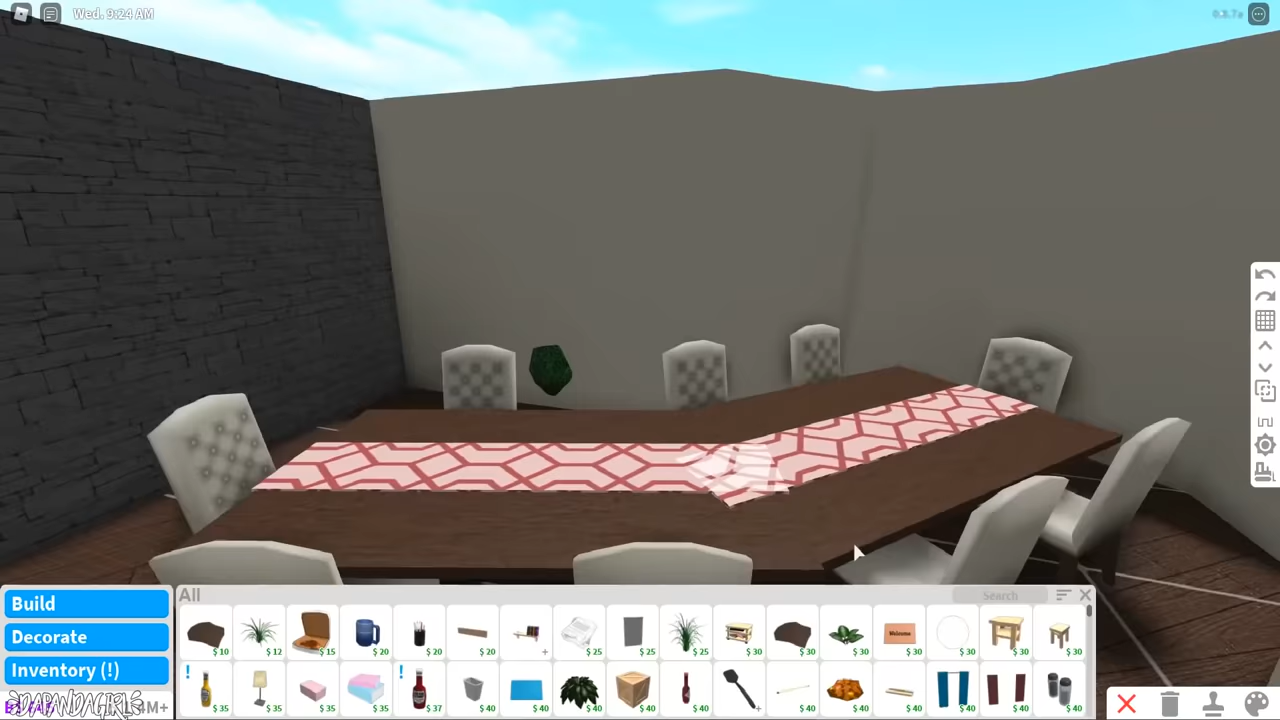 Wed. 9:24 AM
All
Search
Build
Decorate
Inventory (!)
$10 $12 $15 $20 $20 $20 + $25 $25 $25 $30 $30 $30 $30 $30 $30 $30
Welcome
! $35 $35 $35 $35 ! $37 $40 $40 $40 $40 $40 + $40 $40 $40 $40 $40 $40
M+